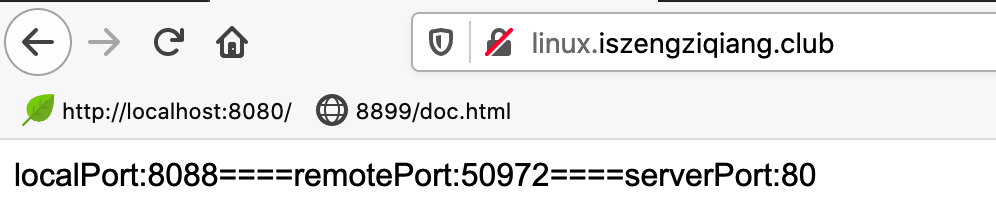 linux.iszengziqiang.club
http://localhost:8080/ 8899/doc.html
localPort:8088====remotePort:50972====serverPort:80